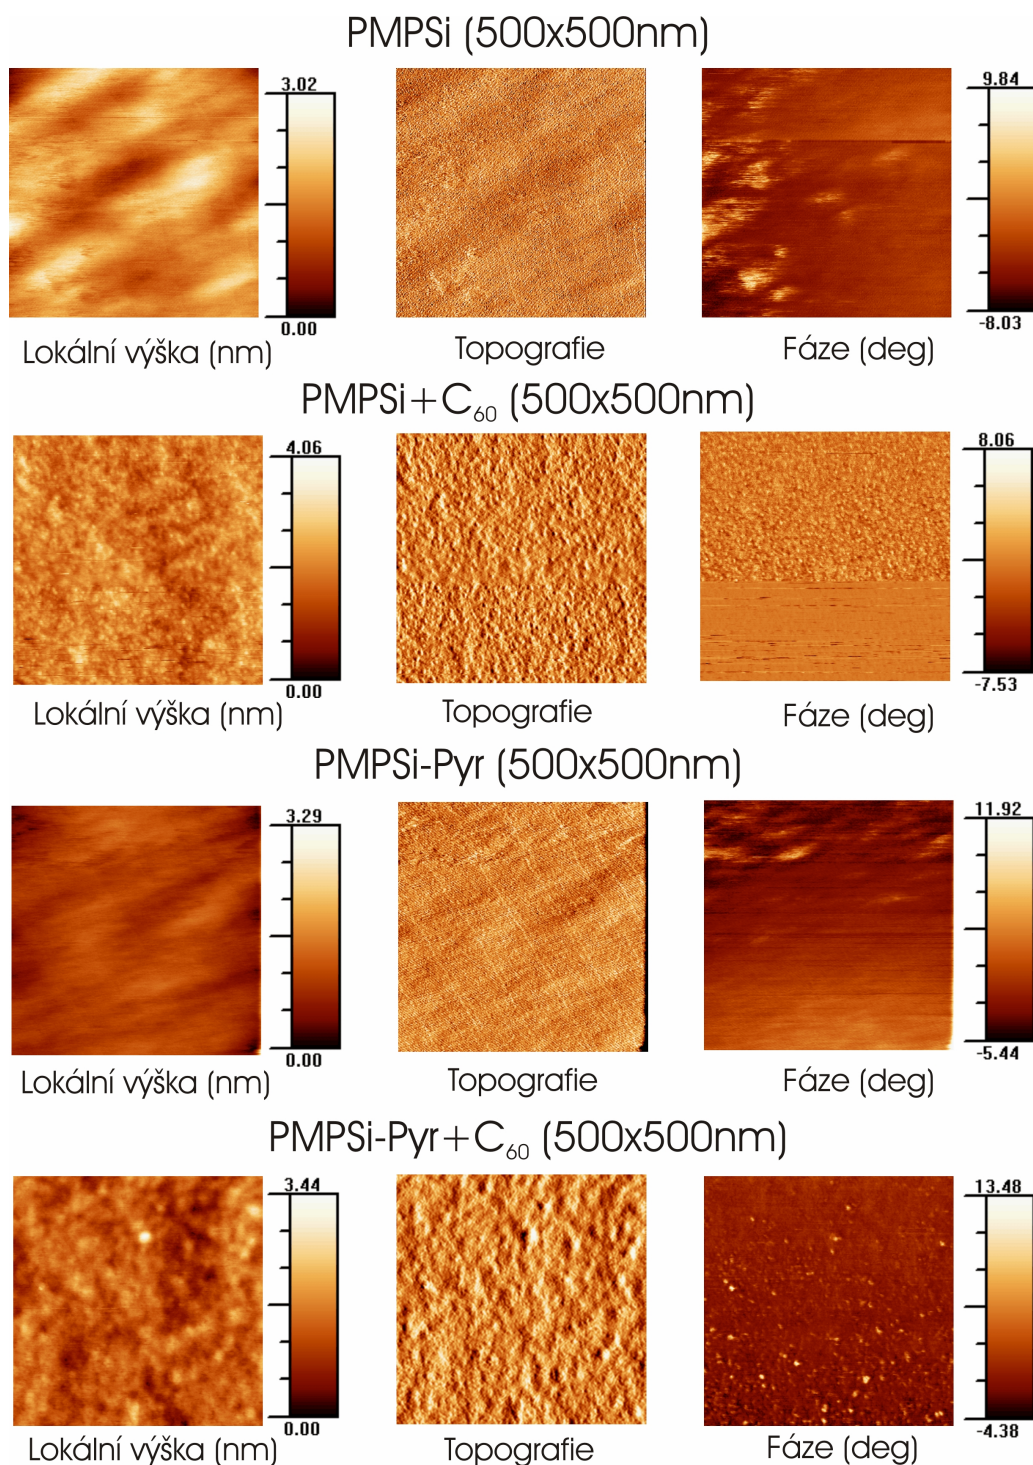 PMPSi (500x500nm)
3.02
0.00
9.84
-8.03
Lokální výška (nm)
Topografie
Fáze (deg)
PMPSi+C₆₀ (500x500nm)
4.06
0.00
8.06
-7.53
Lokální výška (nm)
Topografie
Fáze (deg)
PMPSi-Pyr (500x500nm)
3.29
0.00
11.92
-5.44
Lokální výška (nm)
Topografie
Fáze (deg)
PMPSi-Pyr+C₆₀ (500x500nm)
3.44
0.00
13.48
-4.38
Lokální výška (nm)
Topografie
Fáze (deg)